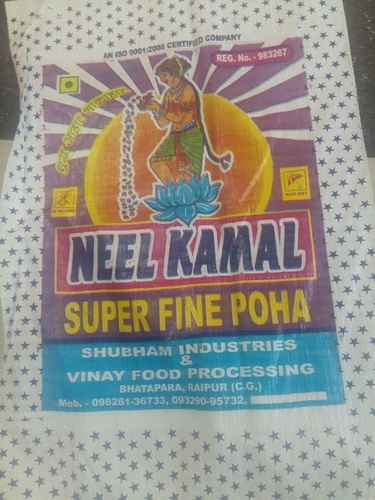 AN ISO 9001:2008 CERTIFIED COMPANY
REG. No. - 983267
NEEL KAMAL
SUPER FINE POHA
SHUBHAM INDUSTRIES
&
VINAY FOOD PROCESSING
BHATAPARA, RAIPUR (C.G.)
Mob. - 098261-36733, 093290-95732,